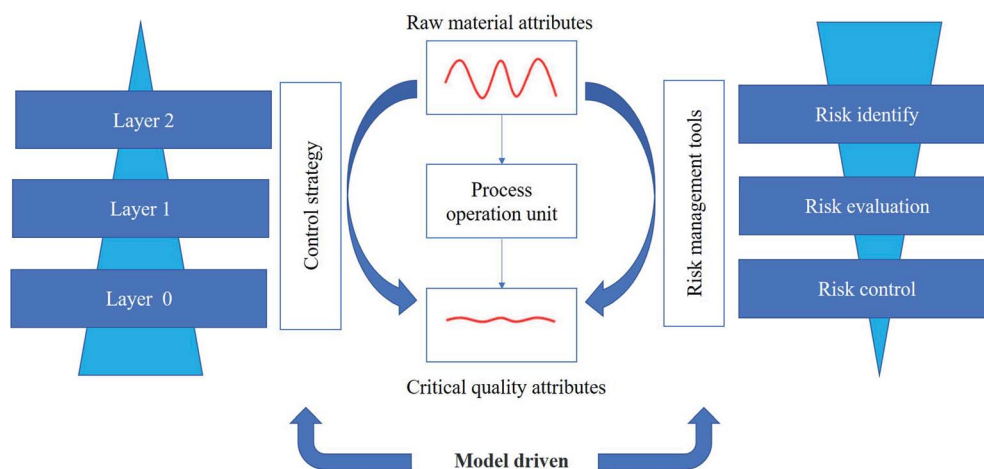 Raw material attributes
Layer 2
Layer 1
Layer 0
Control strategy
Process
operation unit
Critical quality attributes
Risk management tools
Risk identify
Risk evaluation
Risk control
Model driven